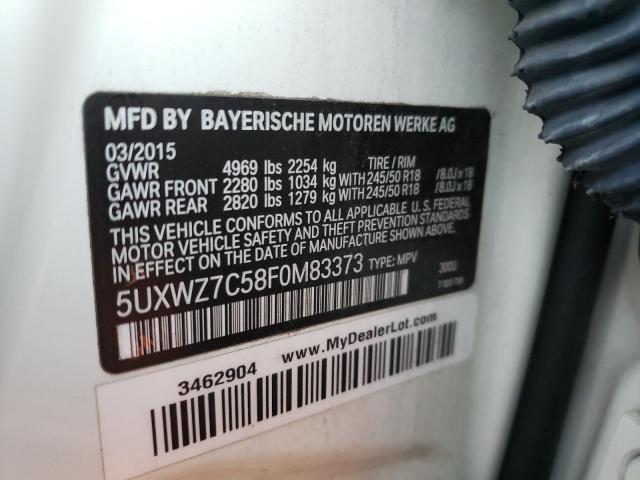 MFD BY BAYERISCHE MOTOREN WERKE AG
03/2015
GVWR 4969 lbs 2254 kg TIRE / RIM
GAWR FRONT 2280 lbs 1034 kg WITH 245/50 R18 /8.0J x 18
GAWR REAR 2820 lbs 1279 kg WITH 245/50 R18 /8.0J x 18
THIS VEHICLE CONFORMS TO ALL APPLICABLE U.S. FEDERAL
MOTOR VEHICLE SAFETY AND THEFT PREVENTION STANDARDS
IN EFFECT ON THE DATE OF MANUFACTURE SHOWN ABOVE.
5UXWZ7C58F0M83373 TYPE: MPV 300U
3462904 www.MyDealerLot.com